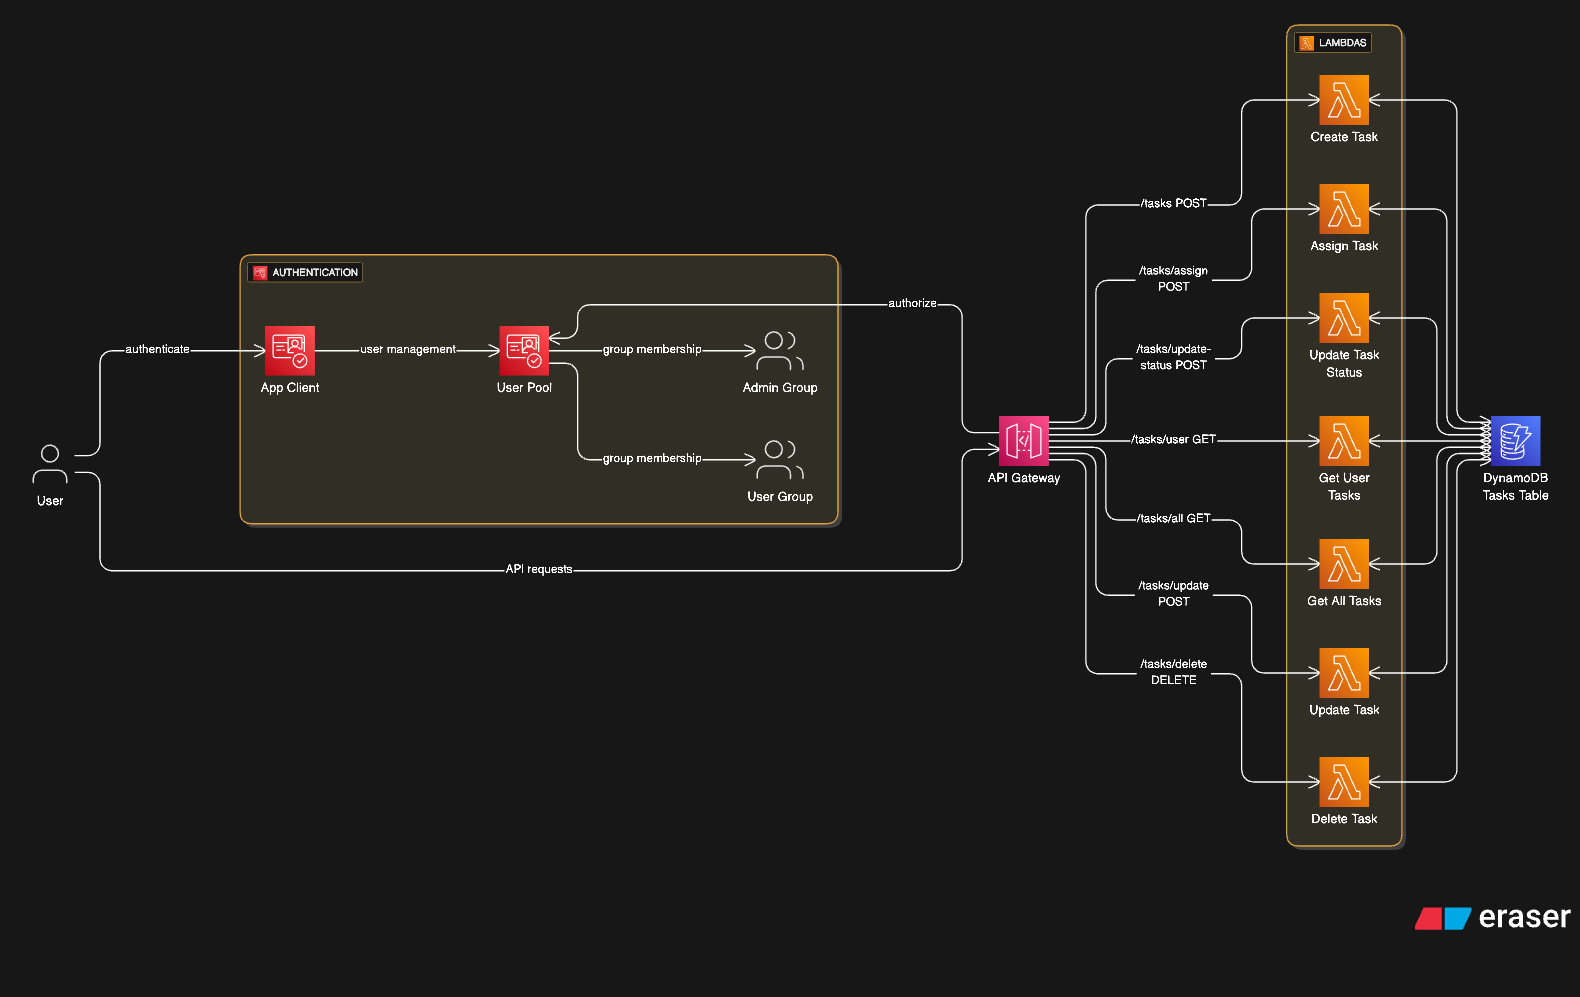 LAMBDAS
Create Task
/tasks POST
Assign Task
/tasks/assign
POST
AUTHENTICATION
authorize
authenticate
user management
group membership
App Client
User Pool
Admin Group
/tasks/update-
status POST
Update Task
Status
User
group membership
User Group
API Gateway
/tasks/user GET
Get User
Tasks
DynamoDB
Tasks Table
/tasks/all GET
API requests
Get All Tasks
/tasks/update
POST
/tasks/delete
DELETE
Update Task
Delete Task
eraser